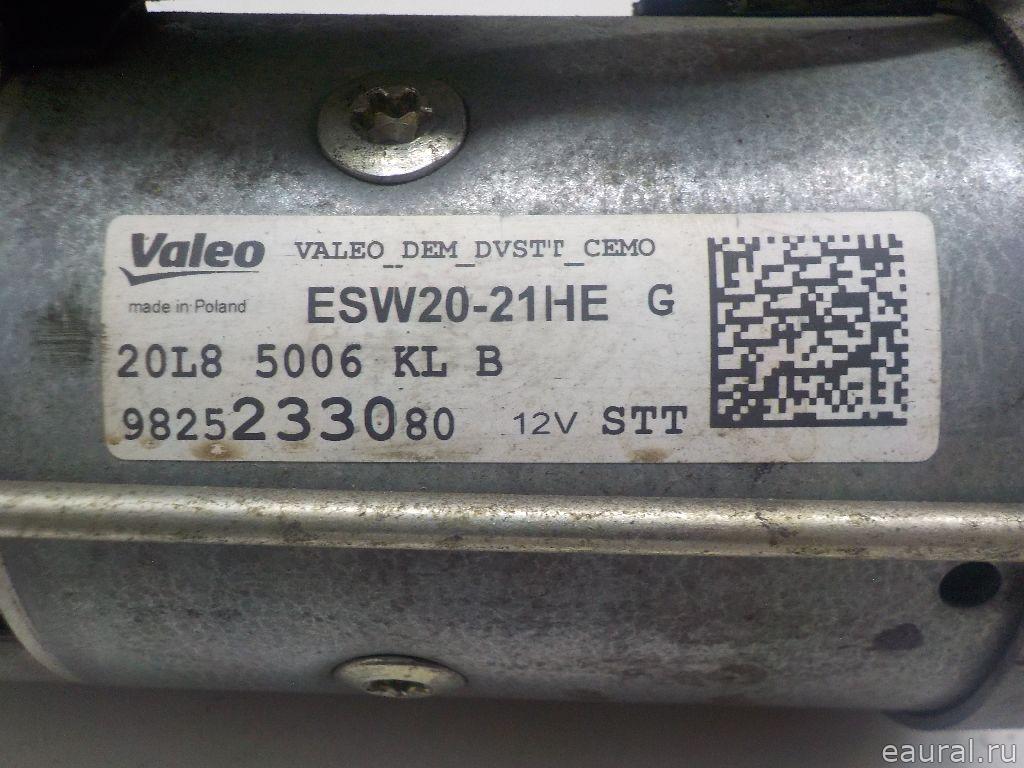 Valeo VALEO_DEM_DVSTT_CEMO
made in Poland ESW20-21HE G
20L8 5006 KL B
9825233080 12V STT
eaural.ru